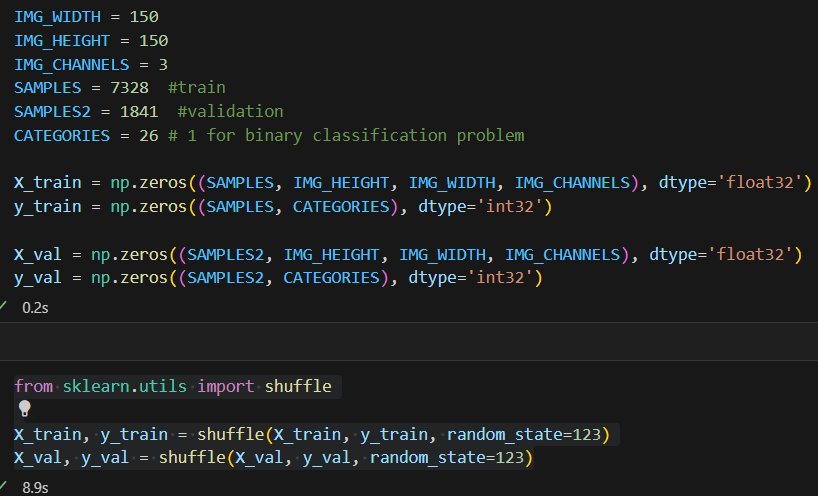 IMG_WIDTH = 150
IMG_HEIGHT = 150
IMG_CHANNELS = 3
SAMPLES = 7328  #train
SAMPLES2 = 1841  #validation
CATEGORIES = 26 # 1 for binary classification problem
X_train = np.zeros((SAMPLES, IMG_HEIGHT, IMG_WIDTH, IMG_CHANNELS), dtype='float32')
y_train = np.zeros((SAMPLES, CATEGORIES), dtype='int32')
X_val = np.zeros((SAMPLES2, IMG_HEIGHT, IMG_WIDTH, IMG_CHANNELS), dtype='float32')
y_val = np.zeros((SAMPLES2, CATEGORIES), dtype='int32')
0.2s
from sklearn.utils import shuffle
X_train, y_train = shuffle(X_train, y_train, random_state=123)
X_val, y_val = shuffle(X_val, y_val, random_state=123)
8.9s